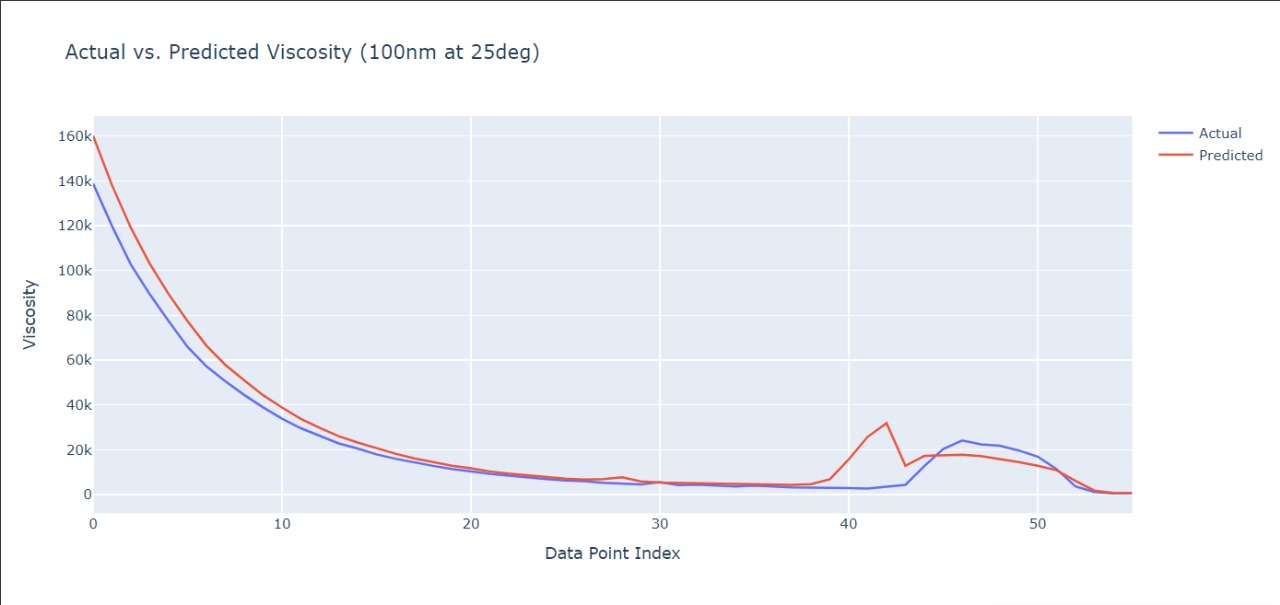 Actual vs. Predicted Viscosity (100nm at 25deg)
Actual
Predicted
160k
140k
120k
100k
80k
60k
40k
20k
0
Viscosity
0 10 20 30 40 50
Data Point Index